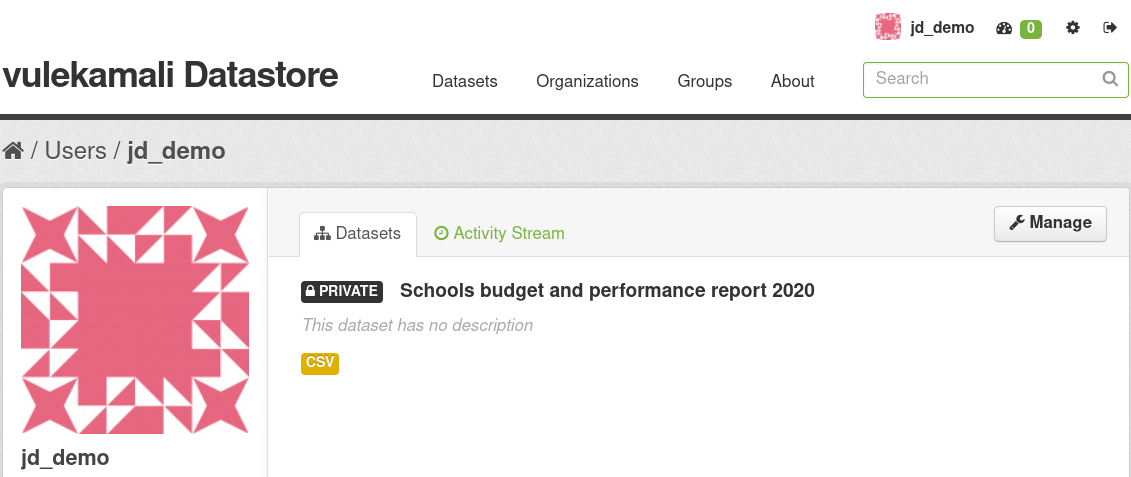 jd_demo 0
vulekamali Datastore
Datasets Organizations Groups About Search
/ Users / jd_demo
Datasets Activity Stream Manage
PRIVATE Schools budget and performance report 2020
This dataset has no description
CSV
jd_demo